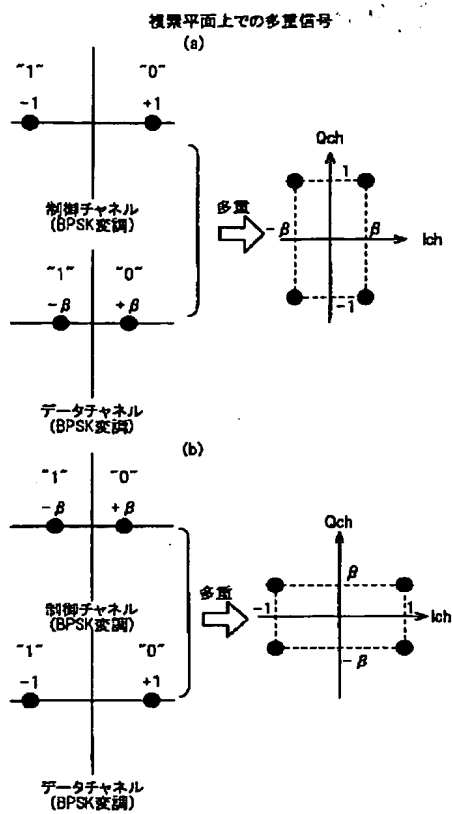 複素平面上での多重信号
(a)
"1" "0"
-1 +1
制御チャネル
(BPSK変調)
"1" "0"
-β +β
データチャネル
(BPSK変調)
多重
Qch
1
-β β
Ich
-1
(b)
"1" "0"
-β +β
制御チャネル
(BPSK変調)
"1" "0"
-1 +1
データチャネル
(BPSK変調)
多重
Qch
β
-1 1
Ich
-β